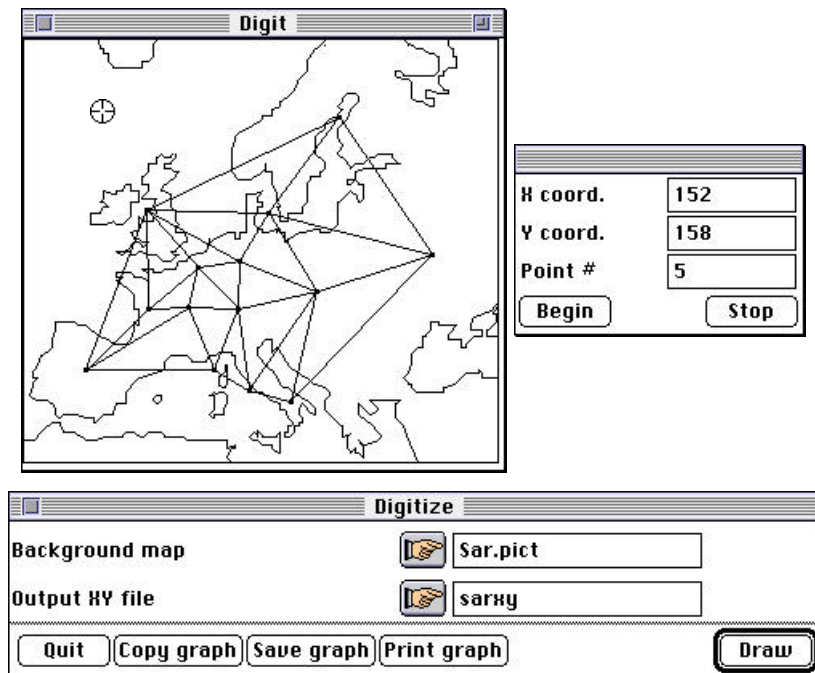 Digit
X coord. 152
Y coord. 158
Point # 5
Begin Stop
Digitize
Background map Sar.pict
Output XY file sarxy
Quit Copy graph Save graph Print graph Draw